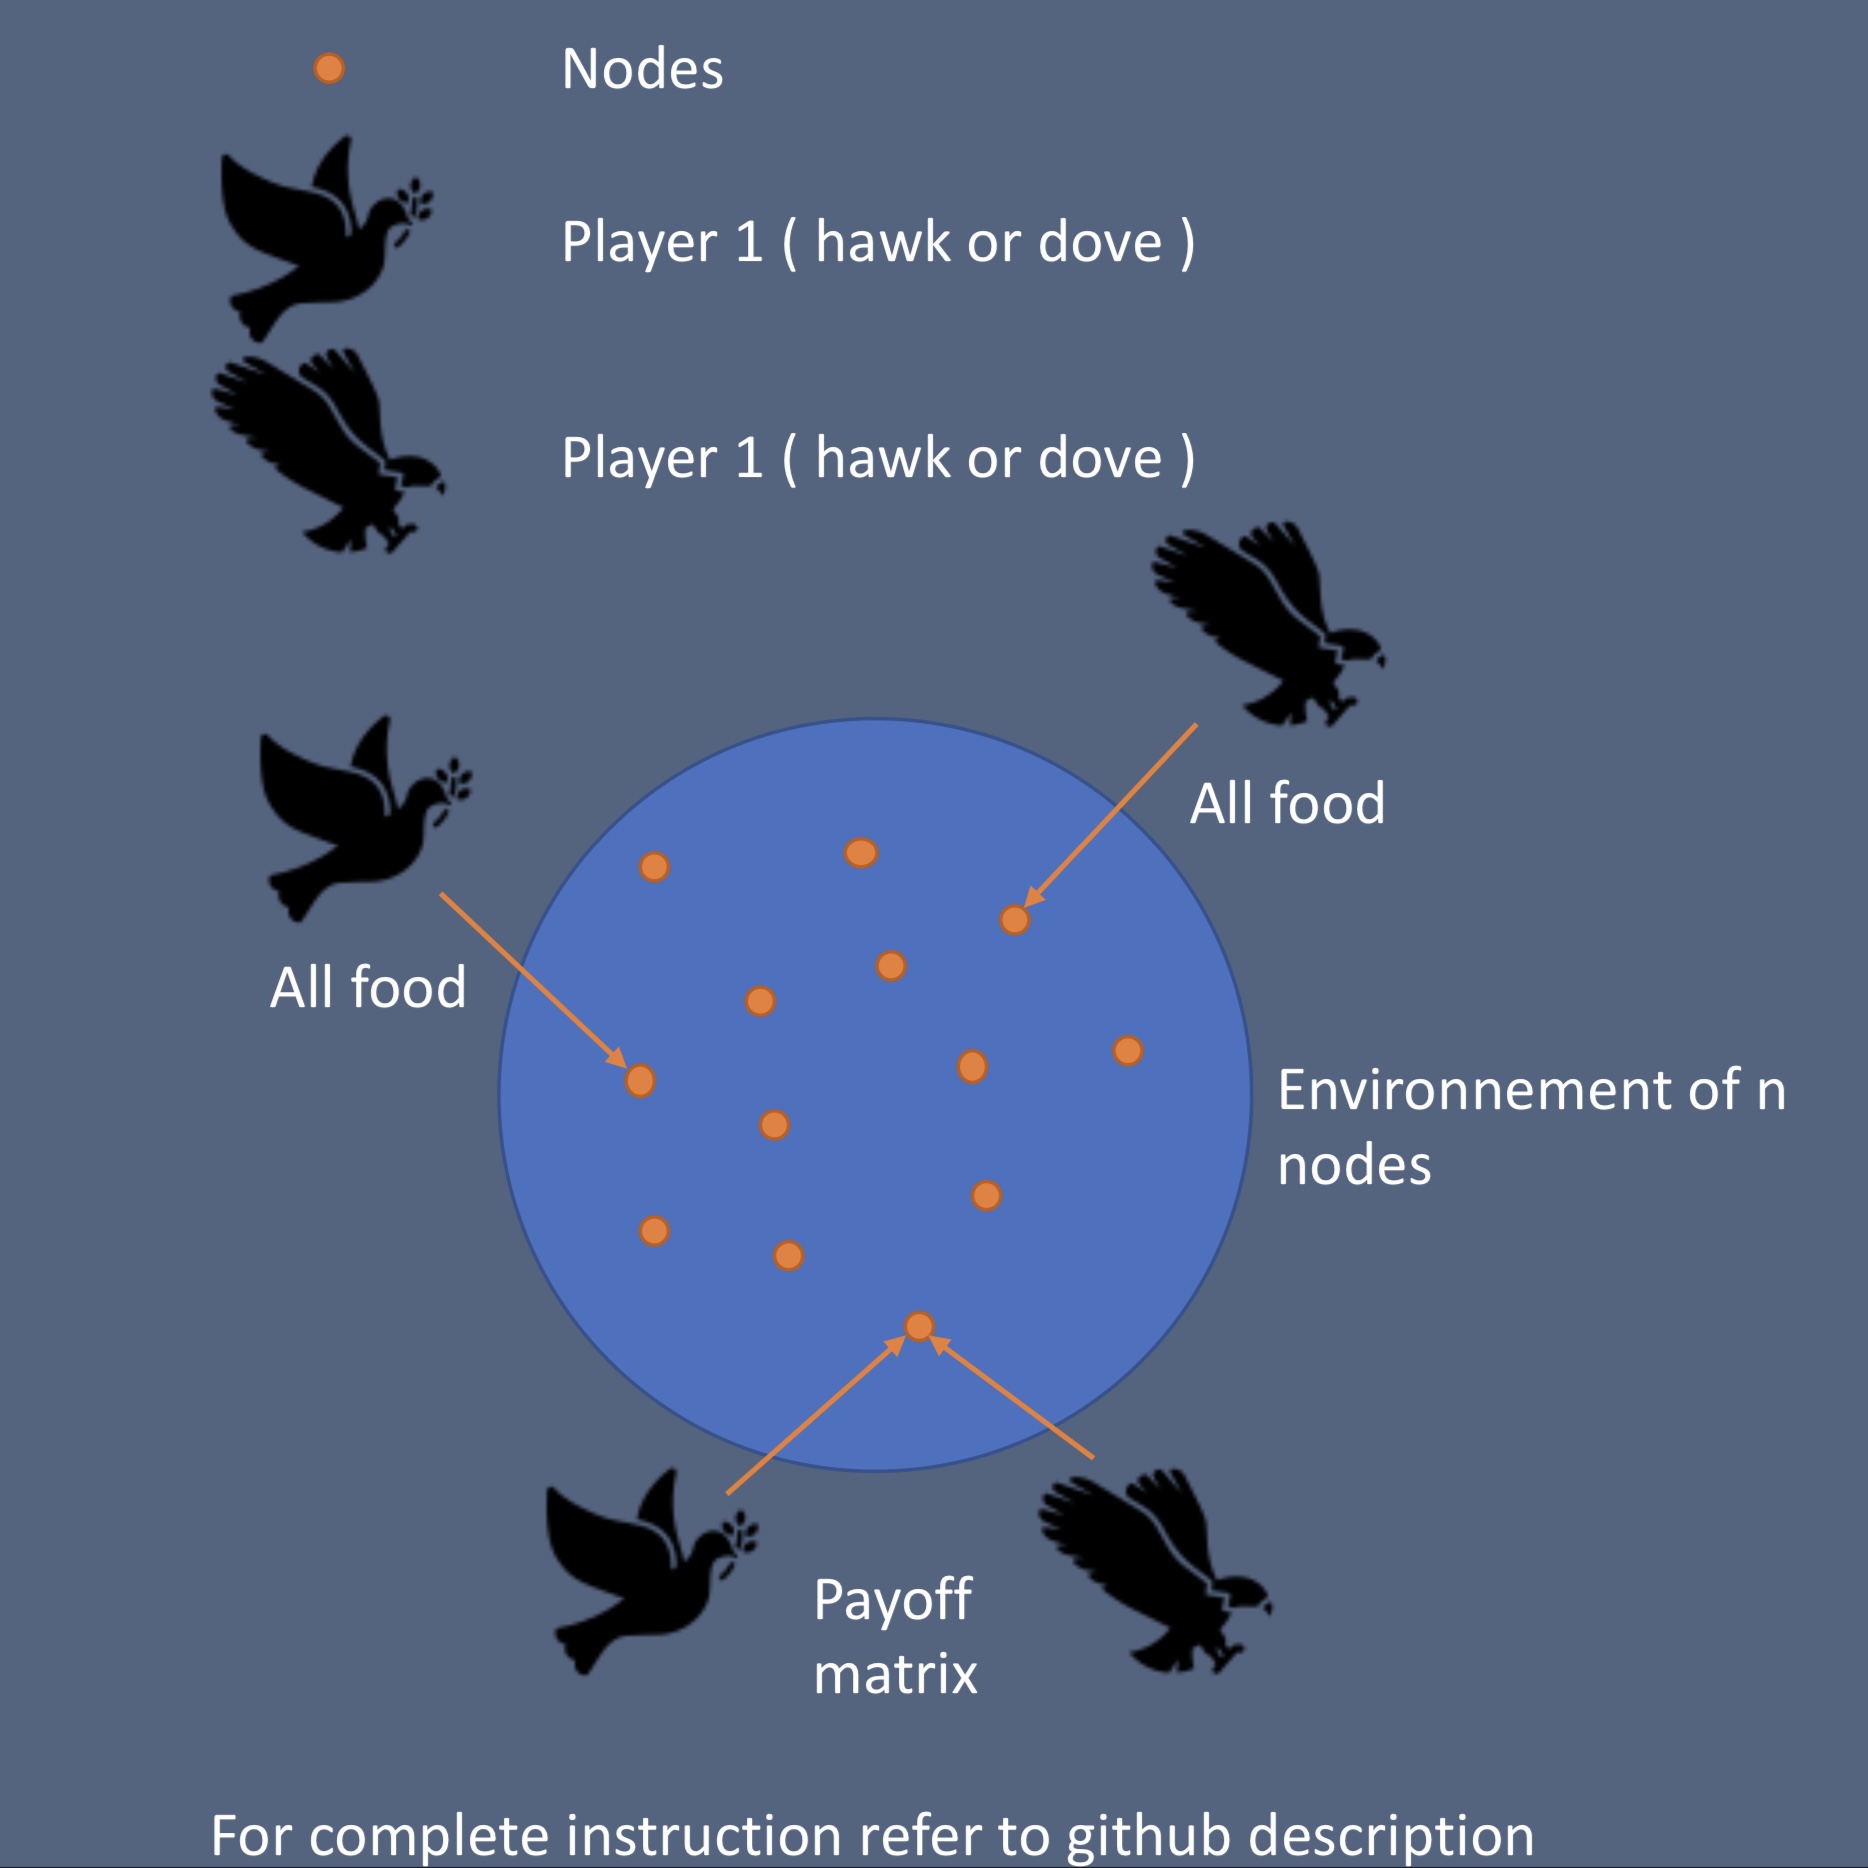 Nodes
Player 1 ( hawk or dove )
Player 1 ( hawk or dove )
All food
All food
Environnement of n
nodes
Payoff
matrix
For complete instruction refer to github description